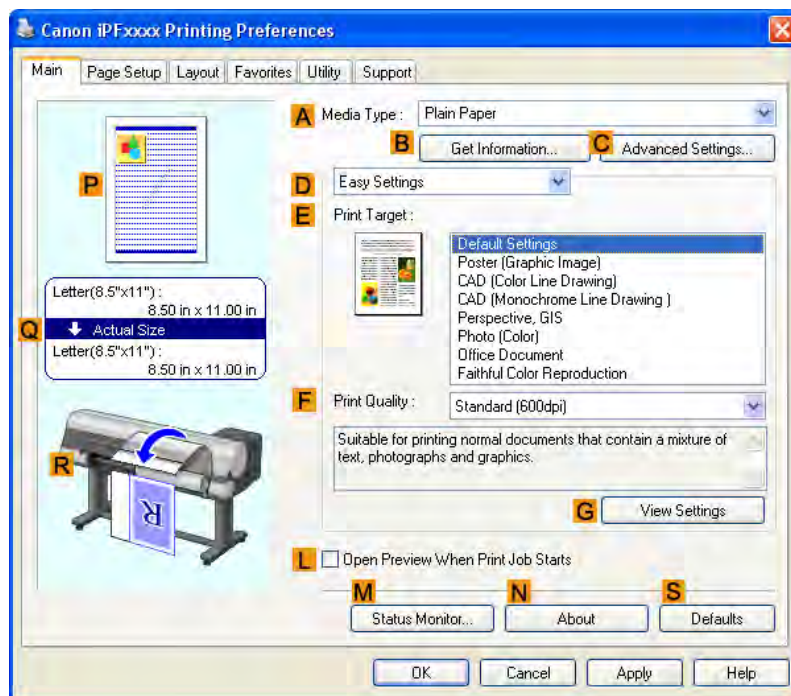 Canon iPFxxxx Printing Preferences
Main Page Setup Layout Favorites Utility Support
P
A Media Type : Plain Paper
B Get Information... C Advanced Settings...
D Easy Settings
E Print Target :
Default Settings
Poster (Graphic Image)
CAD (Color Line Drawing)
CAD (Monochrome Line Drawing )
Perspective, GIS
Photo (Color)
Office Document
Faithful Color Reproduction
Letter(8.5"x11") :
8.50 in x 11.00 in
Q Actual Size
Letter(8.5"x11") :
8.50 in x 11.00 in
F Print Quality : Standard (600dpi)
Suitable for printing normal documents that contain a mixture of
text, photographs and graphics.
R
R
G View Settings
L Open Preview When Print Job Starts
M Status Monitor... N About S Defaults
OK Cancel Apply Help